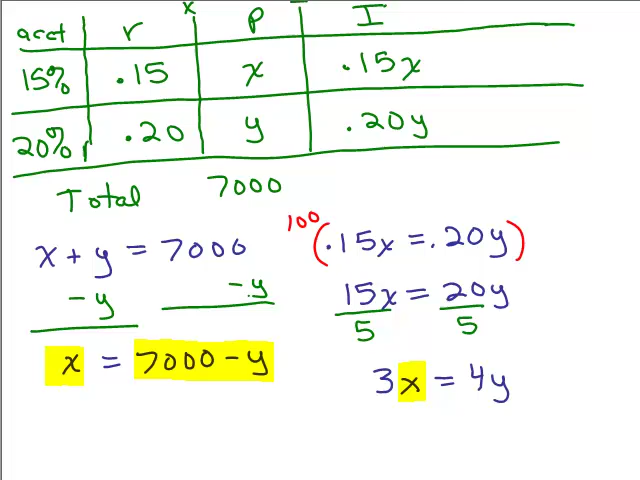 acct r x p = I
15% .15 x .15x
20% .20 y .20y
Total 7000
x + y = 7000 100(.15x = .20y)
-y -y 15x = 20y
5 5
x = 7000 - y 3x = 4y